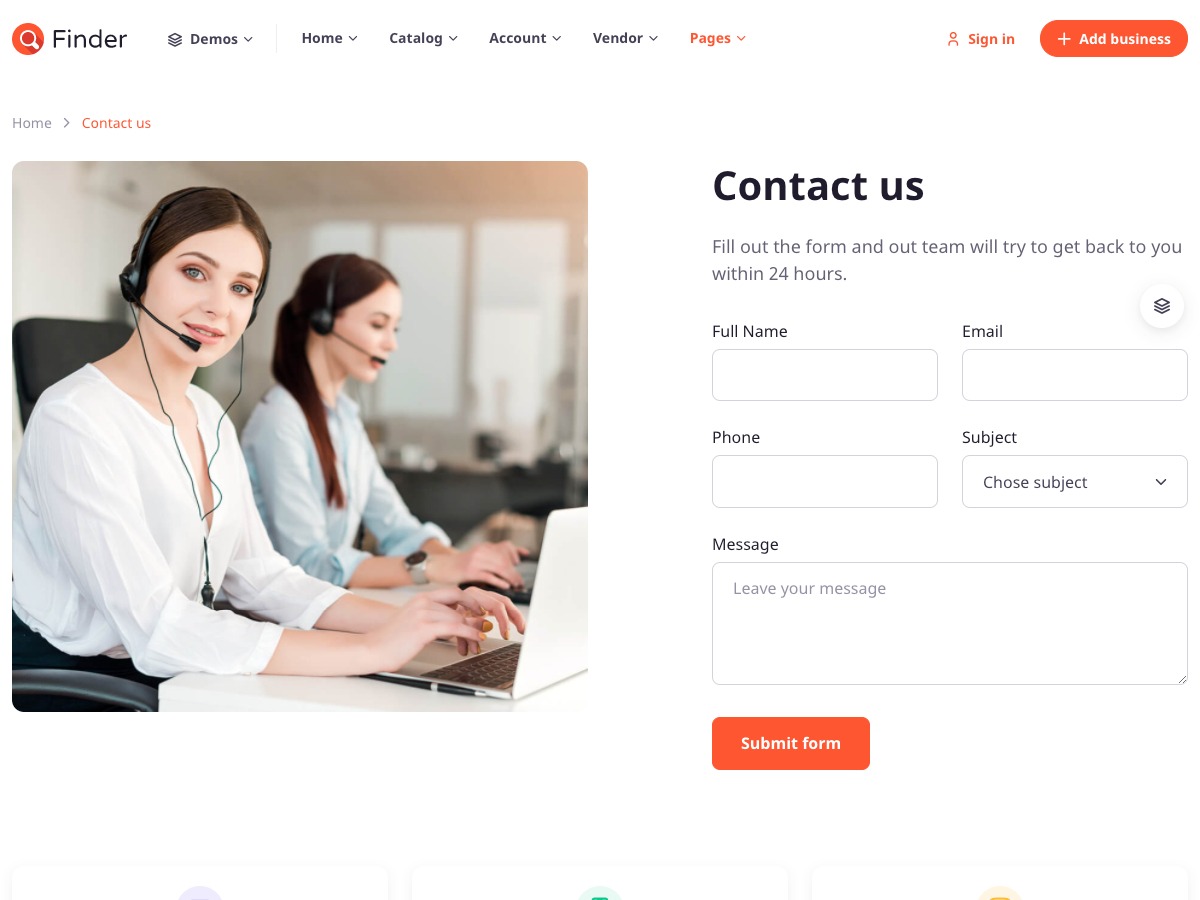 Finder
Demos
Home
Catalog
Account
Vendor
Pages
Sign in
Add business
Home
Contact us
Contact us
Fill out the form and out team will try to get back to you
within 24 hours.
Full Name
Email
Phone
Subject
Chose subject
Message
Leave your message
Submit form